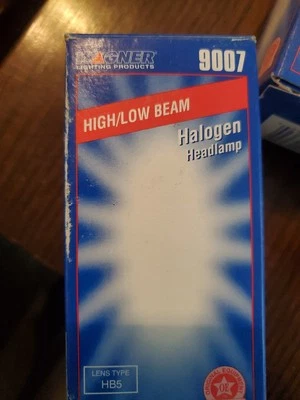 WAGNER
LIGHTING PRODUCTS
9007
HIGH/LOW BEAM
Halogen
Headlamp
LENS TYPE
HB5